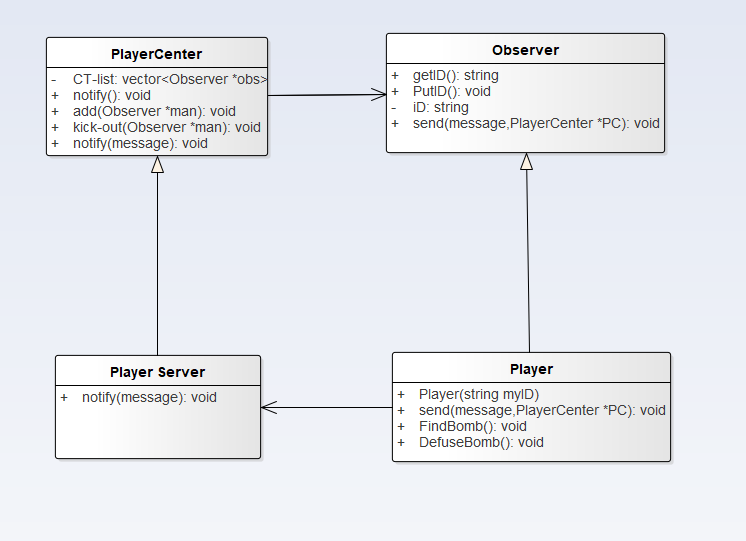 PlayerCenter
- CT-list: vector<Observer *obs>
+ notify(): void
+ add(Observer *man): void
+ kick-out(Observer *man): void
+ notify(message): void
Observer
+ getID(): string
+ PutID(): void
- iD: string
+ send(message,PlayerCenter *PC): void
Player Server
+ notify(message): void
Player
+ Player(string myID)
+ send(message,PlayerCenter *PC): void
+ FindBomb(): void
+ DefuseBomb(): void